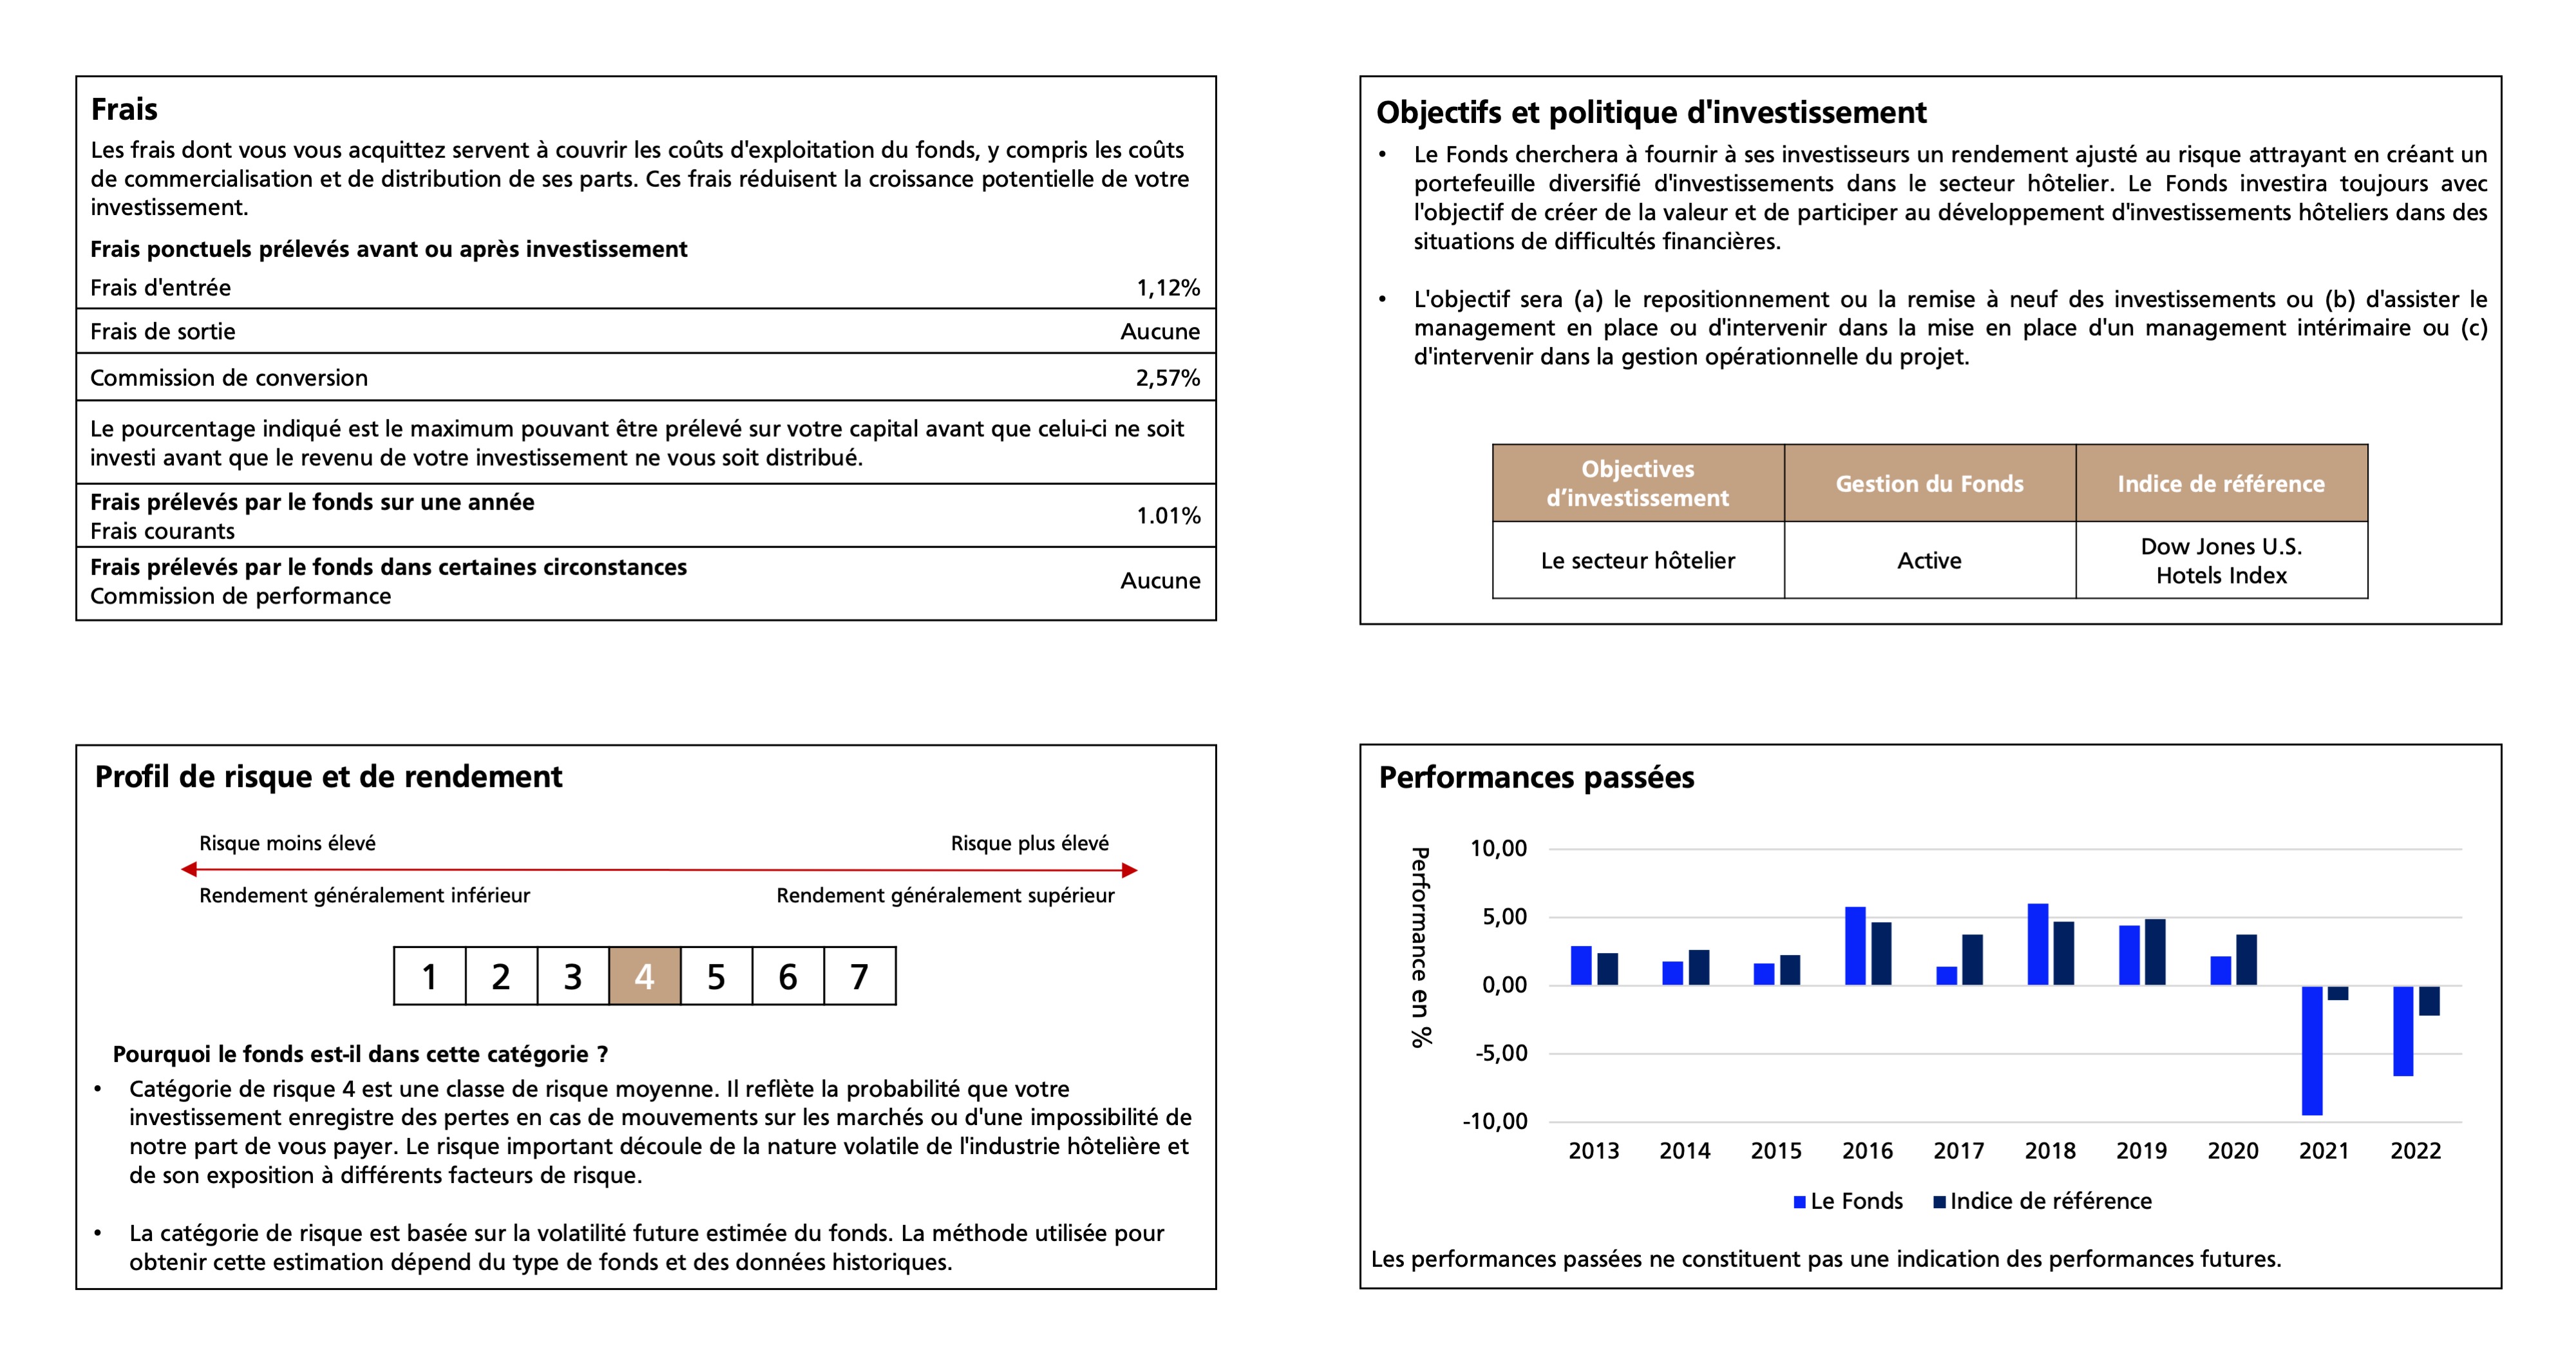 Frais
Les frais dont vous vous acquittez servent à couvrir les coûts d'exploitation du fonds, y compris les coûts
de commercialisation et de distribution de ses parts. Ces frais réduisent la croissance potentielle de votre
investissement.
Frais ponctuels prélevés avant ou après investissement
Frais d'entrée 1,12%
Frais de sortie Aucune
Commission de conversion 2,57%
Le pourcentage indiqué est le maximum pouvant être prélevé sur votre capital avant que celui-ci ne soit
investi avant que le revenu de votre investissement ne vous soit distribué.
Frais prélevés par le fonds sur une année
Frais courants 1.01%
Frais prélevés par le fonds dans certaines circonstances
Commission de performance Aucune
Objectifs et politique d'investissement
• Le Fonds cherchera à fournir à ses investisseurs un rendement ajusté au risque attrayant en créant un
portefeuille diversifié d'investissements dans le secteur hôtelier. Le Fonds investira toujours avec
l'objectif de créer de la valeur et de participer au développement d'investissements hôteliers dans des
situations de difficultés financières.
• L'objectif sera (a) le repositionnement ou la remise à neuf des investissements ou (b) d'assister le
management en place ou d'intervenir dans la mise en place d'un management intérimaire ou (c)
d'intervenir dans la gestion opérationnelle du projet.
Objectives
d’investissement
Gestion du Fonds
Indice de référence
Le secteur hôtelier
Active
Dow Jones U.S.
Hotels Index
Profil de risque et de rendement
Risque moins élevé Risque plus élevé
Rendement généralement inférieur Rendement généralement supérieur
1 2 3 4 5 6 7
Pourquoi le fonds est-il dans cette catégorie ?
• Catégorie de risque 4 est une classe de risque moyenne. Il reflète la probabilité que votre
investissement enregistre des pertes en cas de mouvements sur les marchés ou d'une impossibilité de
notre part de vous payer. Le risque important découle de la nature volatile de l'industrie hôtelière et
de son exposition à différents facteurs de risque.
• La catégorie de risque est basée sur la volatilité future estimée du fonds. La méthode utilisée pour
obtenir cette estimation dépend du type de fonds et des données historiques.
Performances passées
Performance en %
10,00
5,00
0,00
-5,00
-10,00
2013 2014 2015 2016 2017 2018 2019 2020 2021 2022
Le Fonds Indice de référence
Les performances passées ne constituent pas une indication des performances futures.